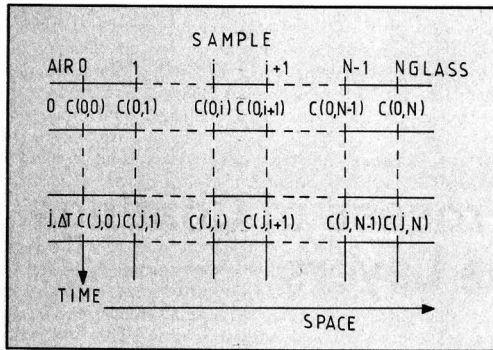 SAMPLE
AIR 0 1 i i+1 N-1 N GLASS
0 C(0,0) C(0,1) C(0,i) C(0,i+1) C(0,N-1) C(0,N)
j.ΔT C(j,0) C(j,1) C(j,i) C(j,i+1) C(j,N-1) C(j,N)
TIME
SPACE